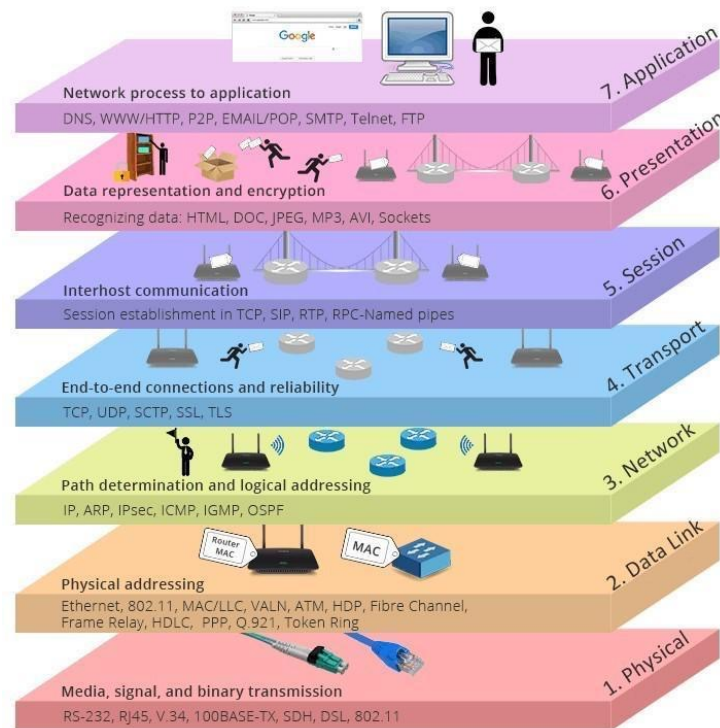 Google
7. Application
Network process to application
DNS, WWW/HTTP, P2P, EMAIL/POP, SMTP, Telnet, FTP
6. Presentation
Data representation and encryption
Recognizing data: HTML, DOC, JPEG, MP3, AVI, Sockets
5. Session
Interhost communication
Session establishment in TCP, SIP, RTP, RPC-Named pipes
4. Transport
End-to-end connections and reliability
TCP, UDP, SCTP, SSL, TLS
3. Network
Path determination and logical addressing
IP, ARP, IPsec, ICMP, IGMP, OSPF
Router
MAC
MAC
2. Data Link
Physical addressing
Ethernet, 802.11, MAC/LLC, VALN, ATM, HDP, Fibre Channel,
Frame Relay, HDLC, PPP, Q.921, Token Ring
1. Physical
Media, signal, and binary transmission
RS-232, RJ45, V.34, 100BASE-TX, SDH, DSL, 802.11